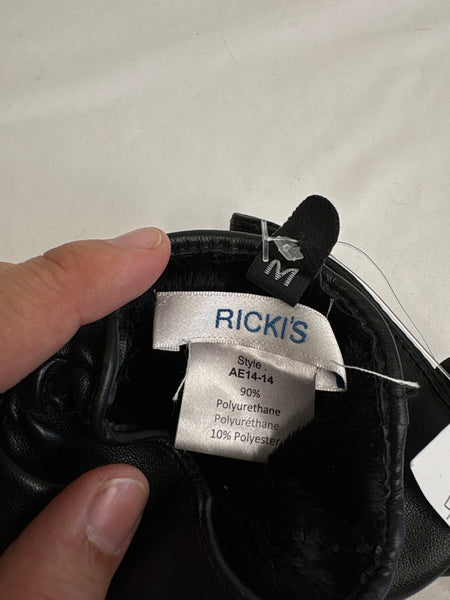 M
RICKI'S
Style :
AE14-14
90%
Polyurethane
Polyuréthane
10% Polyester